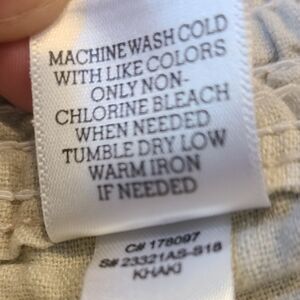 MACHINE WASH COLD
WITH LIKE COLORS
ONLY NON-
CHLORINE BLEACH
WHEN NEEDED
TUMBLE DRY LOW
WARM IRON
IF NEEDED
C# 178097
S# 23321AS-S18
KHAKI